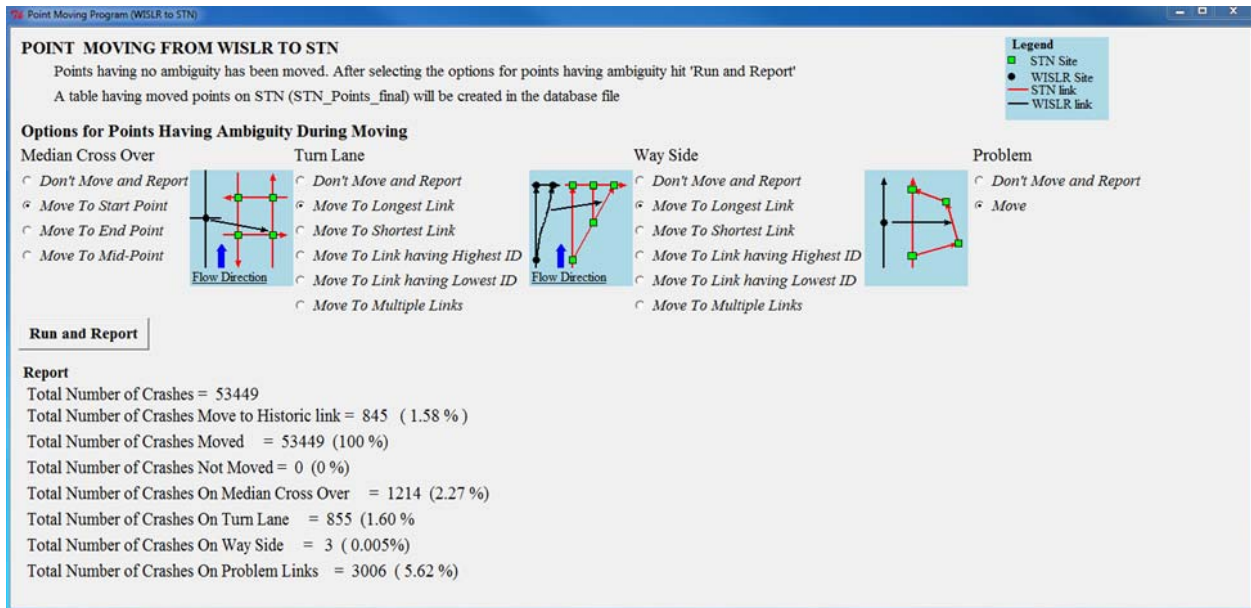 Point Moving Program (WISLR to STN)
POINT MOVING FROM WISLR TO STN
Points having no ambiguity has been moved. After selecting the options for points having ambiguity hit 'Run and Report'
A table having moved points on STN (STN_Points_final) will be created in the database file
Legend
STN Site
WISLR Site
STN link
WISLR link
Options for Points Having Ambiguity During Moving
Median Cross Over
Don't Move and Report
Move To Start Point
Move To End Point
Move To Mid-Point
Flow Direction
Turn Lane
Don't Move and Report
Move To Longest Link
Move To Shortest Link
Move To Link having Highest ID
Move To Link having Lowest ID
Move To Multiple Links
Flow Direction
Way Side
Don't Move and Report
Move To Longest Link
Move To Shortest Link
Move To Link having Highest ID
Move To Link having Lowest ID
Move To Multiple Links
Problem
Don't Move and Report
Move
Run and Report
Report
Total Number of Crashes = 53449
Total Number of Crashes Move to Historic link = 845 ( 1.58 % )
Total Number of Crashes Moved = 53449 (100 %)
Total Number of Crashes Not Moved = 0 (0 %)
Total Number of Crashes On Median Cross Over = 1214 (2.27 %)
Total Number of Crashes On Turn Lane = 855 (1.60 %
Total Number of Crashes On Way Side = 3 ( 0.005%)
Total Number of Crashes On Problem Links = 3006 ( 5.62 %)